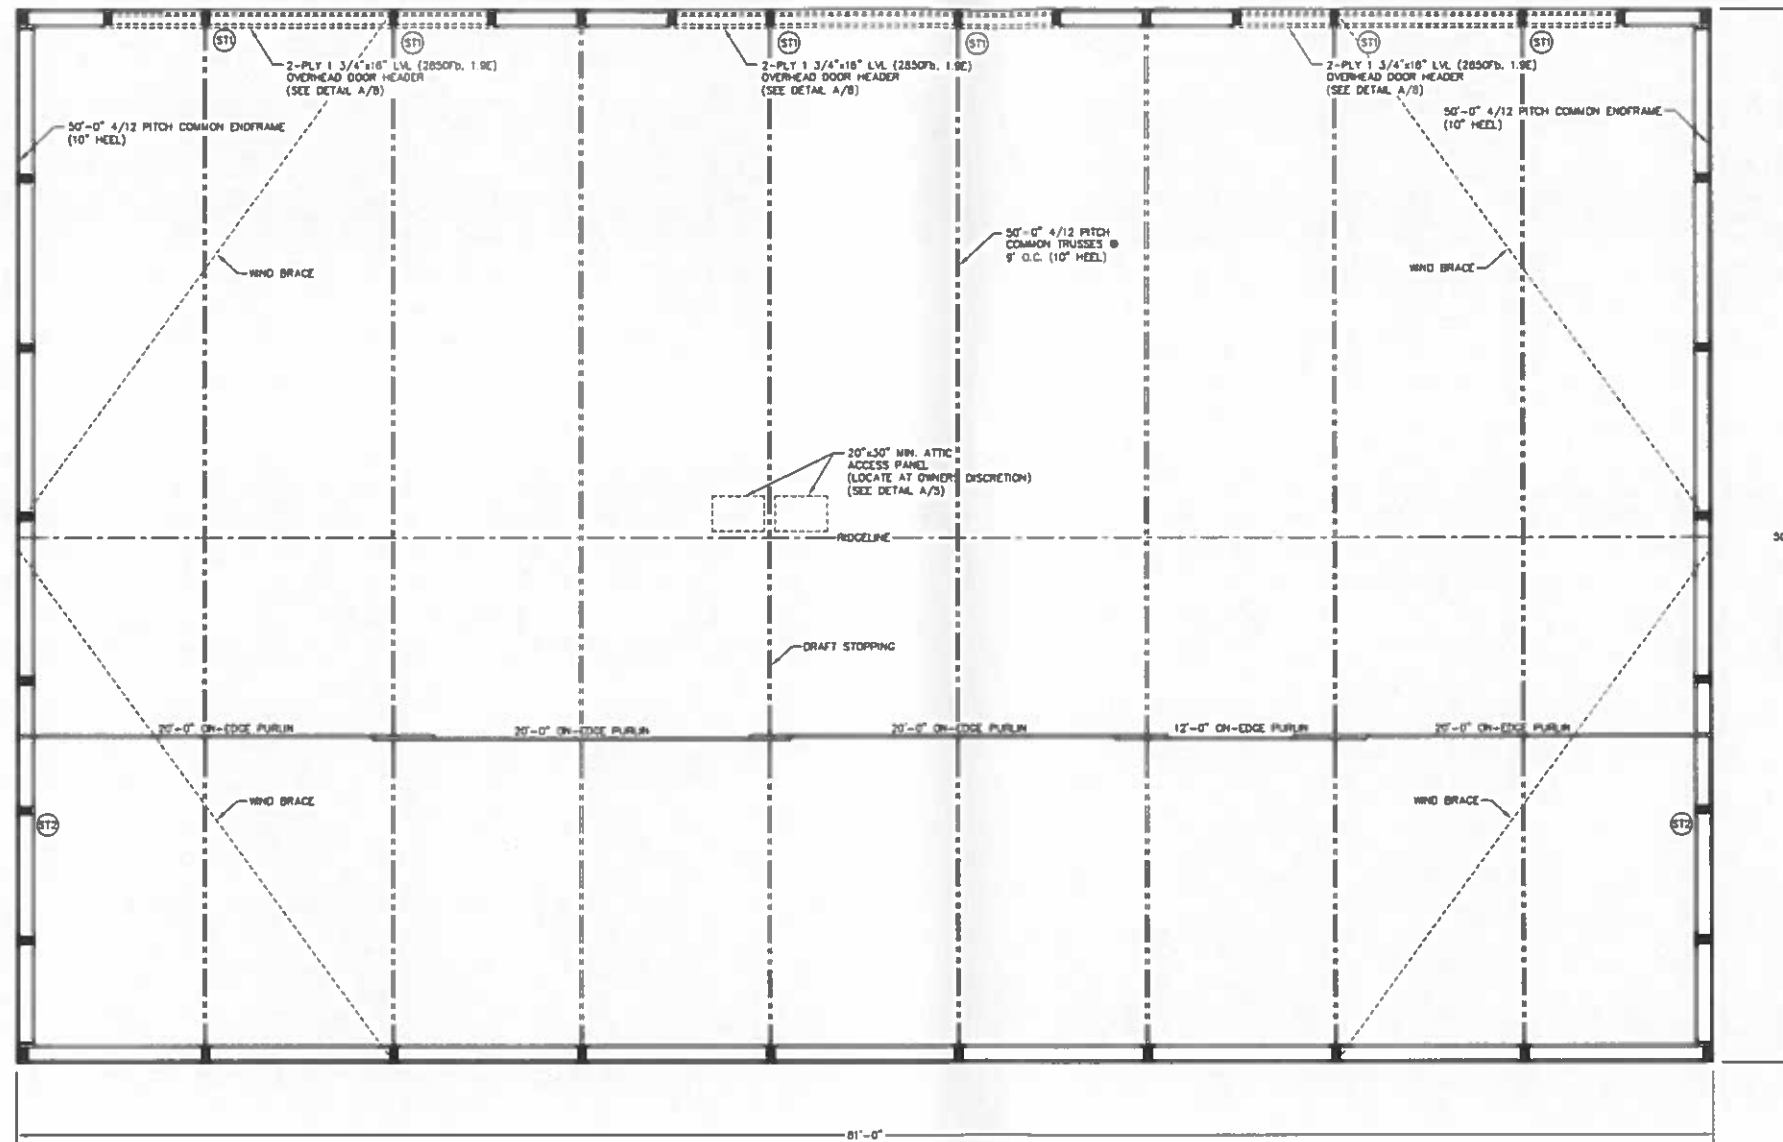 ST1
ST1
ST1
ST1
ST1
ST1
2-PLY 1 3/4"x16" LVL (2850Fb, 1.9E)
OVERHEAD DOOR HEADER
(SEE DETAIL A/8)
2-PLY 1 3/4"x16" LVL (2850Fb, 1.9E)
OVERHEAD DOOR HEADER
(SEE DETAIL A/8)
2-PLY 1 3/4"x16" LVL (2850Fb, 1.9E)
OVERHEAD DOOR HEADER
(SEE DETAIL A/8)
50'-0" 4/12 PITCH COMMON ENDFRAME
(10" HEEL)
50'-0" 4/12 PITCH COMMON ENDFRAME
(10" HEEL)
50'-0" 4/12 PITCH
COMMON TRUSSES @
9' O.C. (10" HEEL)
WIND BRACE
WIND BRACE
20"x30" MIN. ATTIC
ACCESS PANEL
(LOCATE AT OWNERS DISCRETION)
(SEE DETAIL A/5)
RIDGELINE
DRAFT STOPPING
20'-0" ON-EDGE PURLIN
20'-0" ON-EDGE PURLIN
20'-0" ON-EDGE PURLIN
12'-0" ON-EDGE PURLIN
20'-0" ON-EDGE PURLIN
WIND BRACE
WIND BRACE
ST2
ST2
81'-0"